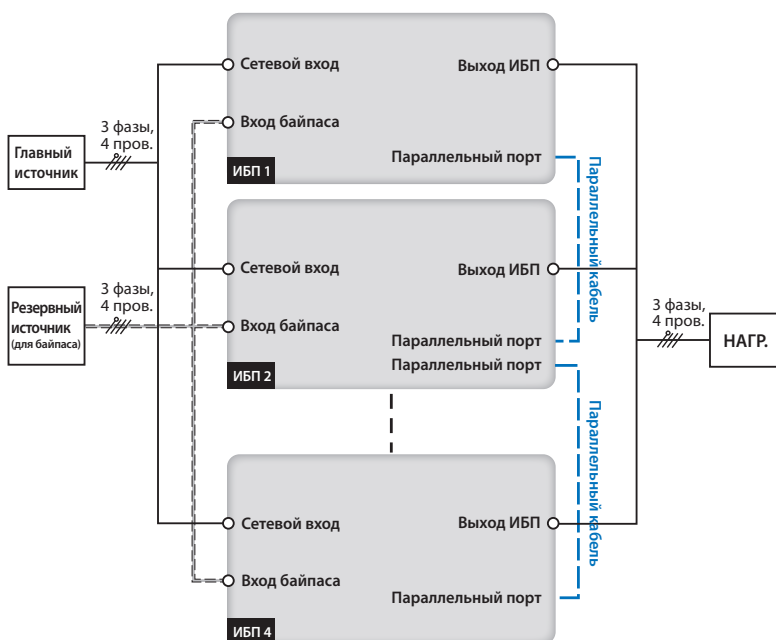 Сетевой вход
Выход ИБП
3 фазы,
4 пров.
Вход байпаса
Главный
источник
Параллельный порт
ИБП 1
Параллельный кабель
Сетевой вход
Выход ИБП
3 фазы,
4 пров.
Резервный
источник
(для байпаса)
Вход байпаса
3 фазы,
4 пров.
НАГР.
Параллельный порт
Параллельный порт
ИБП 2
Параллельный кабель
Сетевой вход
Выход ИБП
Вход байпаса
Параллельный порт
ИБП 4